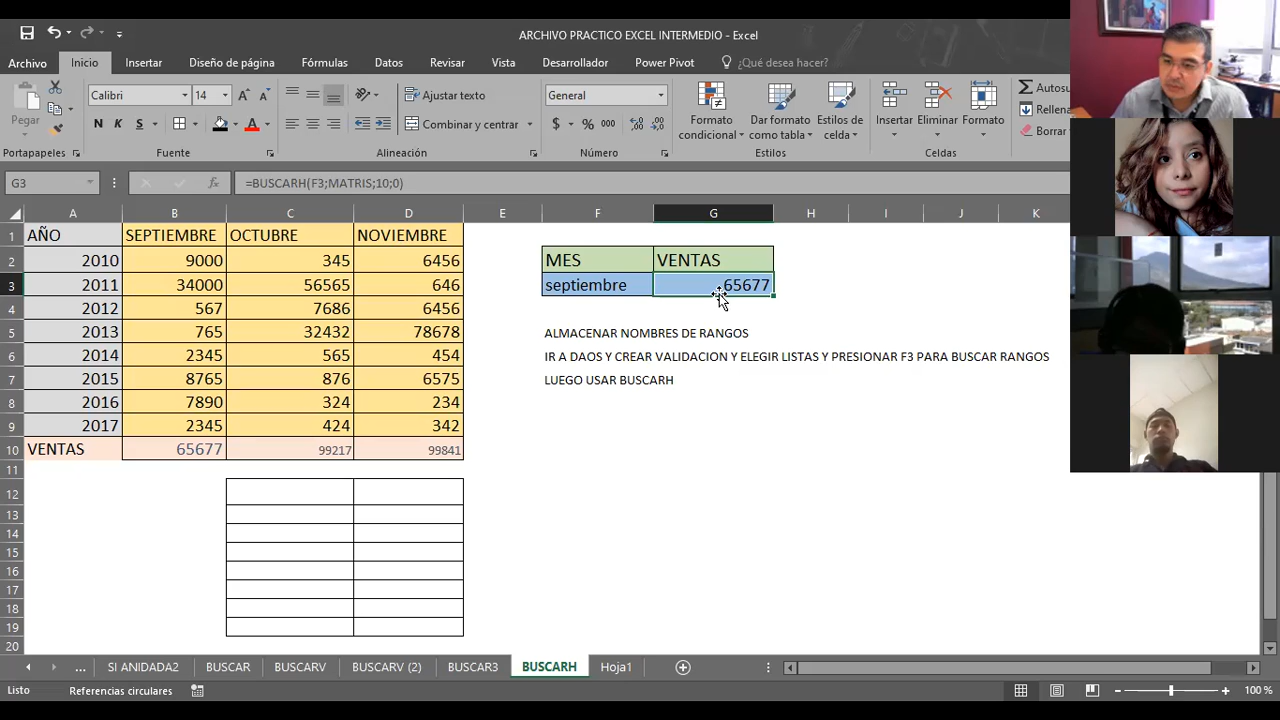 ARCHIVO PRACTICO EXCEL INTERMEDIO - Excel
Archivo Inicio Insertar Diseño de página Fórmulas Datos Revisar Vista Desarrollador Power Pivot ¿Qué desea hacer?
Pegar
Calibri 14
N K S
Ajustar texto
Combinar y centrar
General
$ % 000
Formato condicional
Dar formato como tabla
Estilos de celda
Insertar Eliminar Formato
Autosu
Rellena
Borrar
Portapapeles Fuente Alineación Número Estilos Celdas
G3 fx =BUSCARH(F3;MATRIS;10;0)
A B C D E F G H I J K
1 AÑO SEPTIEMBRE OCTUBRE NOVIEMBRE
2 2010 9000 345 6456 MES VENTAS
3 2011 34000 56565 646 septiembre 65677
4 2012 567 7686 6456
5 2013 765 32432 78678 ALMACENAR NOMBRES DE RANGOS
6 2014 2345 565 454 IR A DAOS Y CREAR VALIDACION Y ELEGIR LISTAS Y PRESIONAR F3 PARA BUSCAR RANGOS
7 2015 8765 876 6575 LUEGO USAR BUSCARH
8 2016 7890 324 234
9 2017 2345 424 342
10 VENTAS 65677 99217 99841
11
12
13
14
15
16
17
18
19
20
... SI ANIDADA2 BUSCAR BUSCARV BUSCARV (2) BUSCAR3 BUSCARH Hoja1
Listo Referencias circulares 100 %